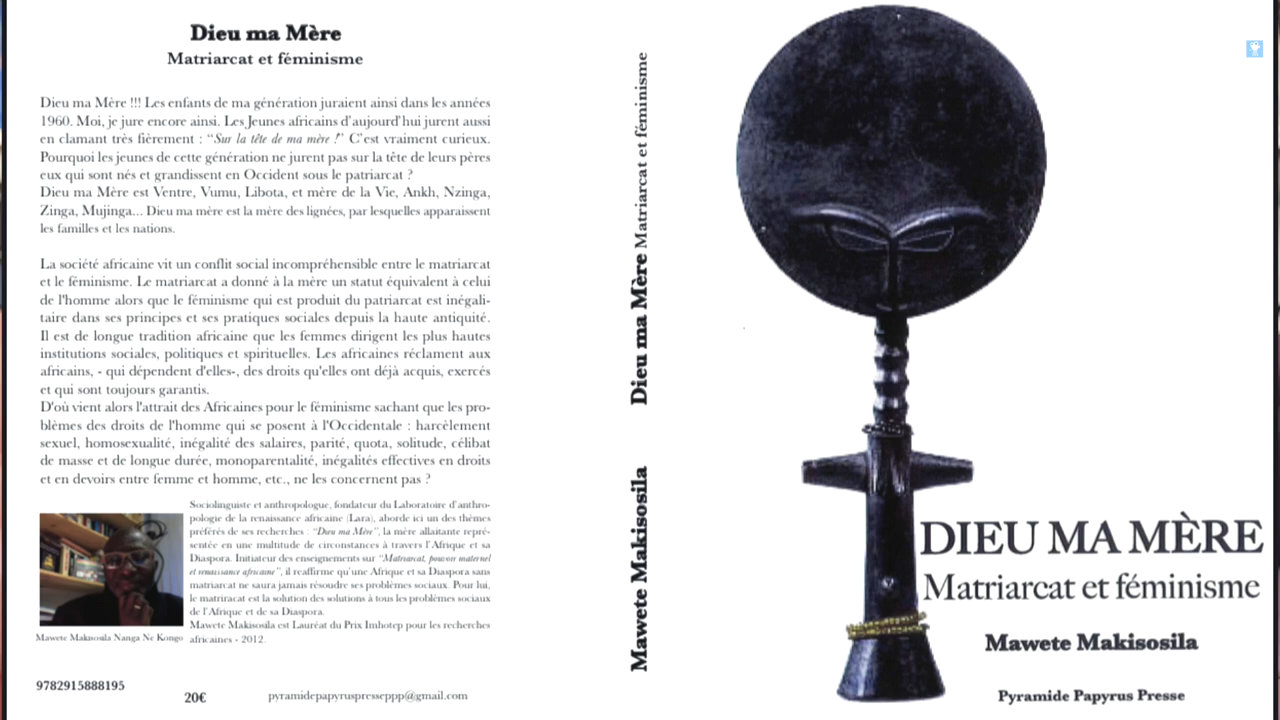 Dieu ma Mère
Matriarcat et féminisme
Dieu ma Mère !!! Les enfants de ma génération juraient ainsi dans les années
1960. Moi, je jure encore ainsi. Les Jeunes africains d'aujourd'hui jurent aussi
en clamant très fièrement : “Sur la tête de ma mère !” C'est vraiment curieux.
Pourquoi les jeunes de cette génération ne jurent pas sur la tête de leurs pères
eux qui sont nés et grandissent en Occident sous le patriarcat ?
Dieu ma Mère est Ventre, Vumu, Libota, et mère de la Vie, Ankh, Nzinga,
Zinga, Mujinga... Dieu ma mère est la mère des lignées, par lesquelles apparaissent
les familles et les nations.
La société africaine vit un conflit social incompréhensible entre le matriarcat
et le féminisme. Le matriarcat a donné à la mère un statut équivalent à celui
de l'homme alors que le féminisme qui est produit du patriarcat est inégali-
taire dans ses principes et ses pratiques sociales depuis la haute antiquité.
Il est de longue tradition africaine que les femmes dirigent les plus hautes
institutions sociales, politiques et spirituelles. Les africaines réclament aux
africains, - qui dépendent d'elles-, des droits qu'elles ont déjà acquis, exercés
et qui sont toujours garantis.
D'où vient alors l'attrait des Africaines pour le féminisme sachant que les pro-
blèmes des droits de l'homme qui se posent à l'Occidentale : harcèlement
sexuel, homosexualité, inégalité des salaires, parité, quota, solitude, célibat
de masse et de longue durée, monoparentalité, inégalités effectives en droits
et en devoirs entre femme et homme, etc., ne les concernent pas ?
Sociolinguiste et anthropologue, fondateur du Laboratoire d'anthro-
pologie de la renaissance africaine (Lara), aborde ici un des thèmes
préférés de ses recherches : “Dieu ma Mère”, la mère allaitante repré-
sentée en une multitude de circonstances à travers l'Afrique et sa
Diaspora. Initiateur des enseignements sur “Matriarcat, pouvoir maternel
et renaissance africaine”, il reaffirme qu'une Afrique et sa Diaspora sans
matriarcat ne saura jamais résoudre ses problèmes sociaux. Pour lui,
le matriracat est la solution des solutions à tous les problèmes sociaux
de l'Afrique et de sa Diaspora.
Mawete Makisosila est Lauréat du Prix Imhotep pour les recherches
africaines - 2012.
Mawete Makisosila Nanga Ne Kongo
9782915888195
20€
pyramidepapyruspresseppp@gmail.com
Dieu ma Mère Matriarcat et féminisme
Mawete Makisosila
DIEU MA MÈRE
Matriarcat et féminisme
Mawete Makisosila
Pyramide Papyrus Presse